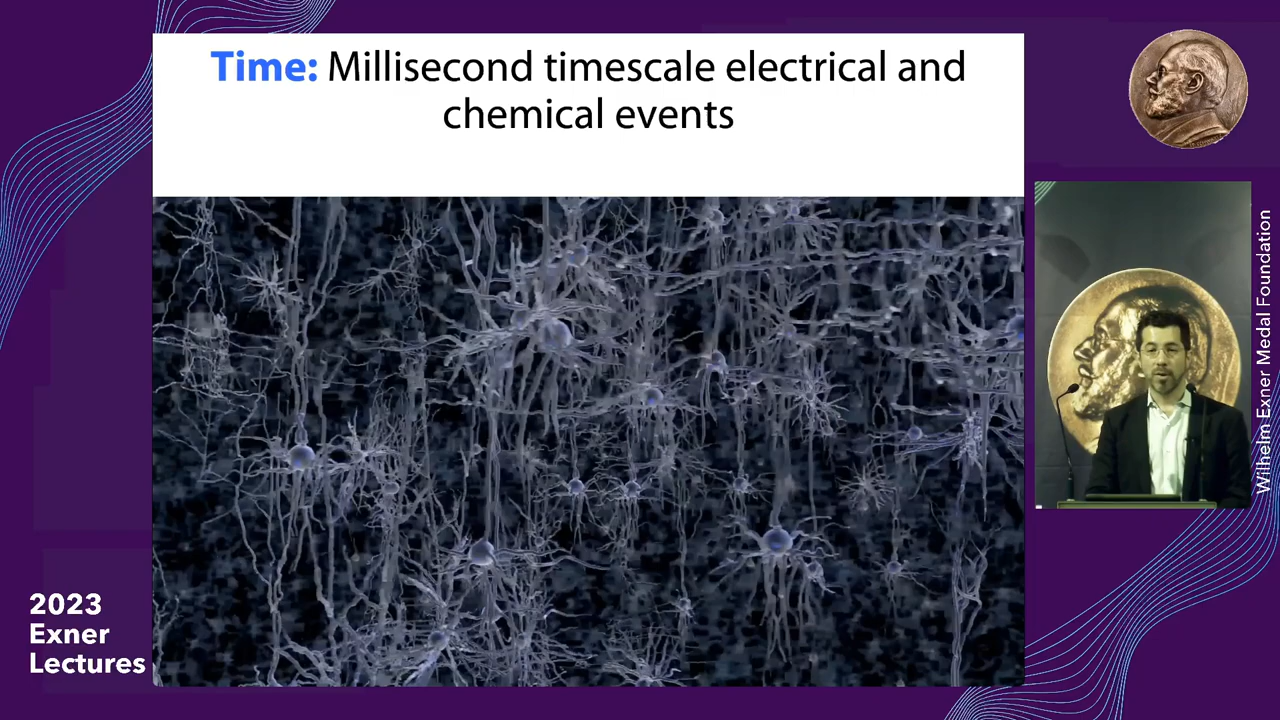 Time: Millisecond timescale electrical and
chemical events
Wilhelm Exner Medal Foundation
2023
Exner
Lectures